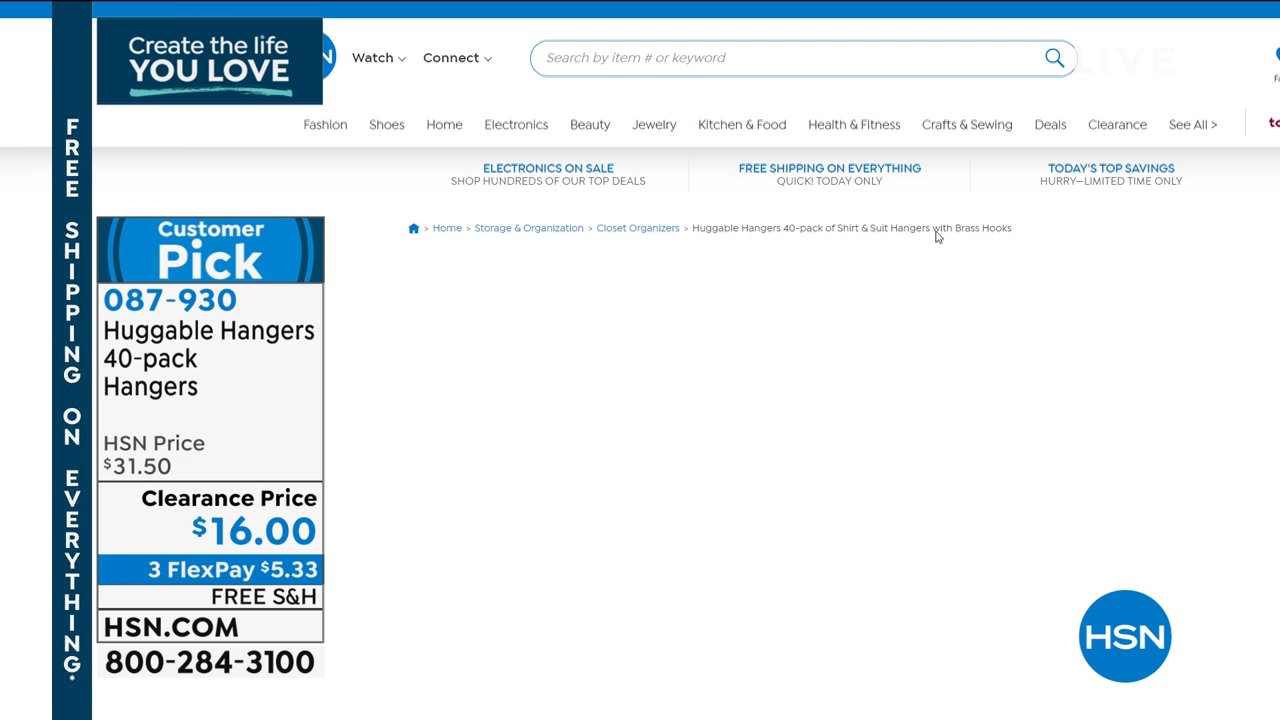 FREE SHIPPING ON EVERYTHING*
Create the life
YOU LOVE
N
Watch
Connect
Search by item # or keyword
LIVE
Fashion
Shoes
Home
Electronics
Beauty
Jewelry
Kitchen & Food
Health & Fitness
Crafts & Sewing
Deals
Clearance
See All >
ELECTRONICS ON SALE
SHOP HUNDREDS OF OUR TOP DEALS
FREE SHIPPING ON EVERYTHING
QUICK! TODAY ONLY
TODAY'S TOP SAVINGS
HURRY—LIMITED TIME ONLY
> Home > Storage & Organization > Closet Organizers > Huggable Hangers 40-pack of Shirt & Suit Hangers with Brass Hooks
Customer
Pick
087-930
Huggable Hangers
40-pack
Hangers
HSN Price
$31.50
Clearance Price
$16.00
3 FlexPay $5.33
FREE S&H
HSN.COM
800-284-3100
HSN